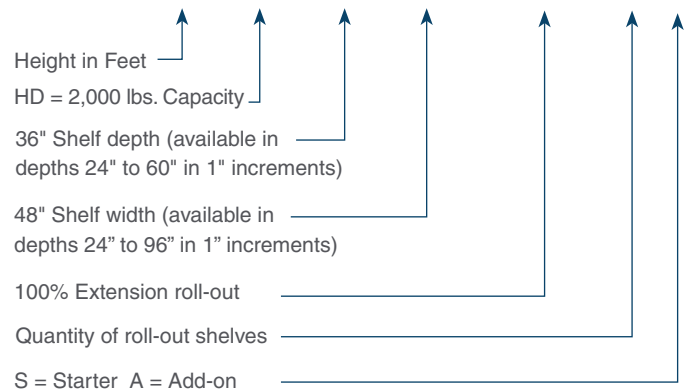 Height in Feet
HD = 2,000 lbs. Capacity
36" Shelf depth (available in
depths 24" to 60" in 1" increments)
48" Shelf width (available in
depths 24” to 96” in 1” increments)
100% Extension roll-out
Quantity of roll-out shelves
S = Starter  A = Add-on